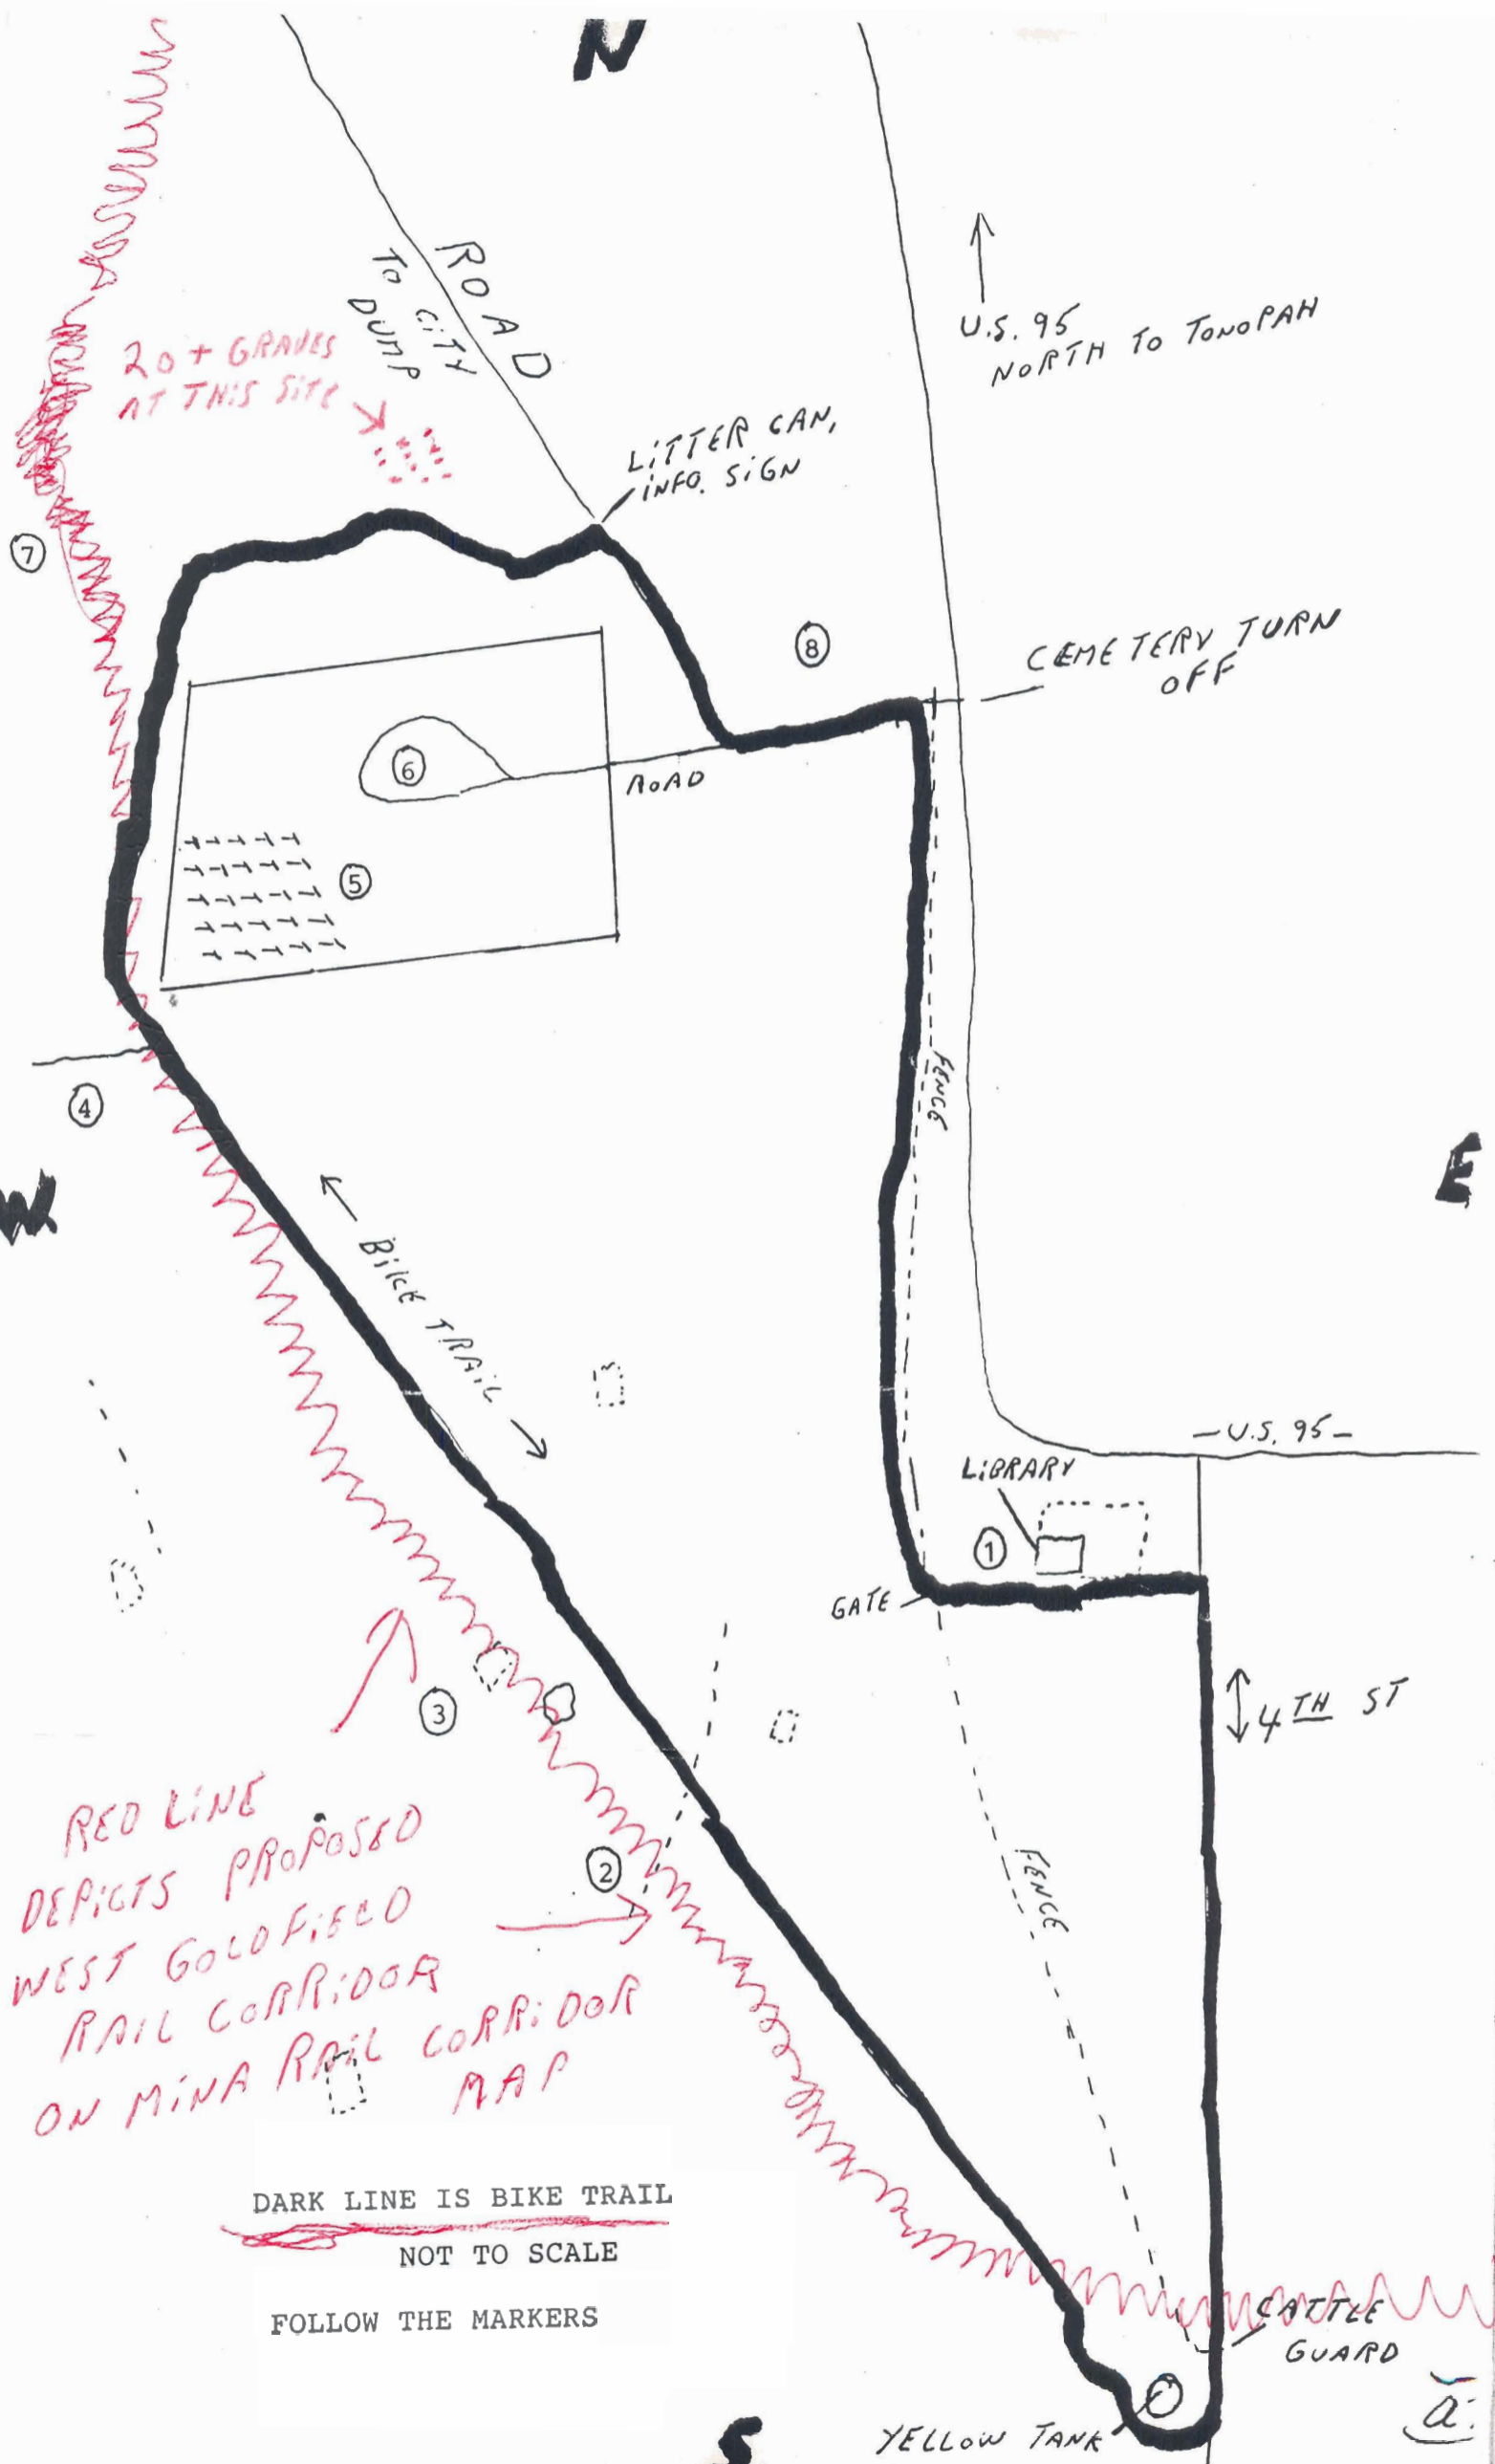 N
ROAD
TO CITY
DUMP
U.S. 95
NORTH TO TONOPAH
20+ GRAVES
AT THIS SITE
LITTER CAN,
INFO. SIGN
7
8
CEMETERY TURN
OFF
6
ROAD
5
FENCE
4
W
E
BIKE TRAIL
- U.S. 95 -
LIBRARY
1
GATE
3
4TH ST
RED LINE
DEPICTS PROPOSED
WEST GOLDFIELD
RAIL CORRIDOR
ON MINA RAIL CORRIDOR
MAP
2
FENCE
DARK LINE IS BIKE TRAIL
NOT TO SCALE
FOLLOW THE MARKERS
CATTLE
GUARD
YELLOW TANK
S